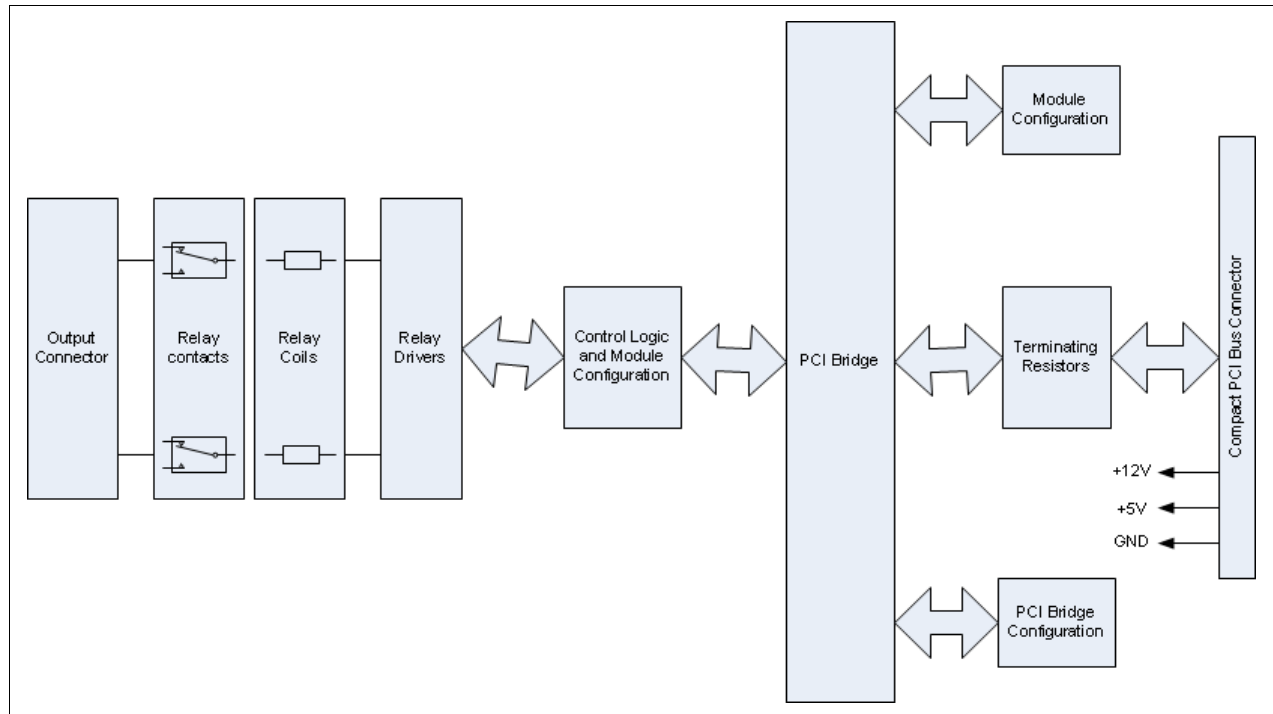 Output
Connector
Relay
contacts
Relay
Coils
Relay
Drivers
Control Logic
and Module
Configuration
PCI Bridge
Module
Configuration
Terminating
Resistors
PCI Bridge
Configuration
Compact PCI Bus Connector
+12V
+5V
GND